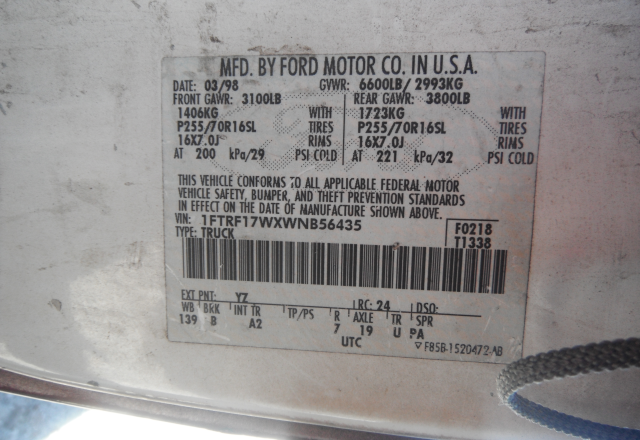 MFD. BY FORD MOTOR CO. IN U.S.A.
DATE: 03/98 GVWR: 6600LB/ 2993KG
FRONT GAWR: 3100LB REAR GAWR: 3800LB
1406KG WITH 1723KG WITH
P255/70R16SL TIRES P255/70R16SL TIRES
16X7.0J RIMS 16X7.0J RIMS
AT 200 kPa/29 PSI COLD AT 221 kPa/32 PSI COLD
THIS VEHICLE CONFORMS TO ALL APPLICABLE FEDERAL MOTOR
VEHICLE SAFETY, BUMPER, AND THEFT PREVENTION STANDARDS
IN EFFECT ON THE DATE OF MANUFACTURE SHOWN ABOVE.
VIN: 1FTRF17WXWNB56435 F0218
TYPE: TRUCK T1338
EXT PNT: YZ RC: 24 DSO:
WB BRK INT TR TP/PS R AXLE TR SPR
139 B A2 7 19 U PA
UTC ▽ F85B-1520472-AB